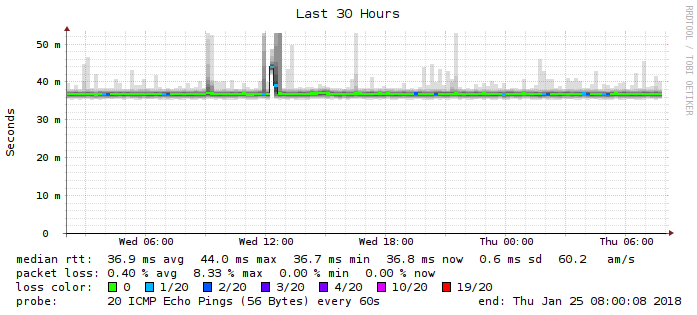 Last 30 Hours
RRDTOOL / TOBI OETIKER
Seconds
50 m
40 m
30 m
20 m
10 m
0
Wed 06:00 Wed 12:00 Wed 18:00 Thu 00:00 Thu 06:00
median rtt: 36.9 ms avg 44.0 ms max 36.7 ms min 36.8 ms now 0.6 ms sd 60.2 am/s
packet loss: 0.40 % avg 8.33 % max 0.00 % min 0.00 % now
loss color: 0 1/20 2/20 3/20 4/20 10/20 19/20
probe: 20 ICMP Echo Pings (56 Bytes) every 60s end: Thu Jan 25 08:00:08 2018